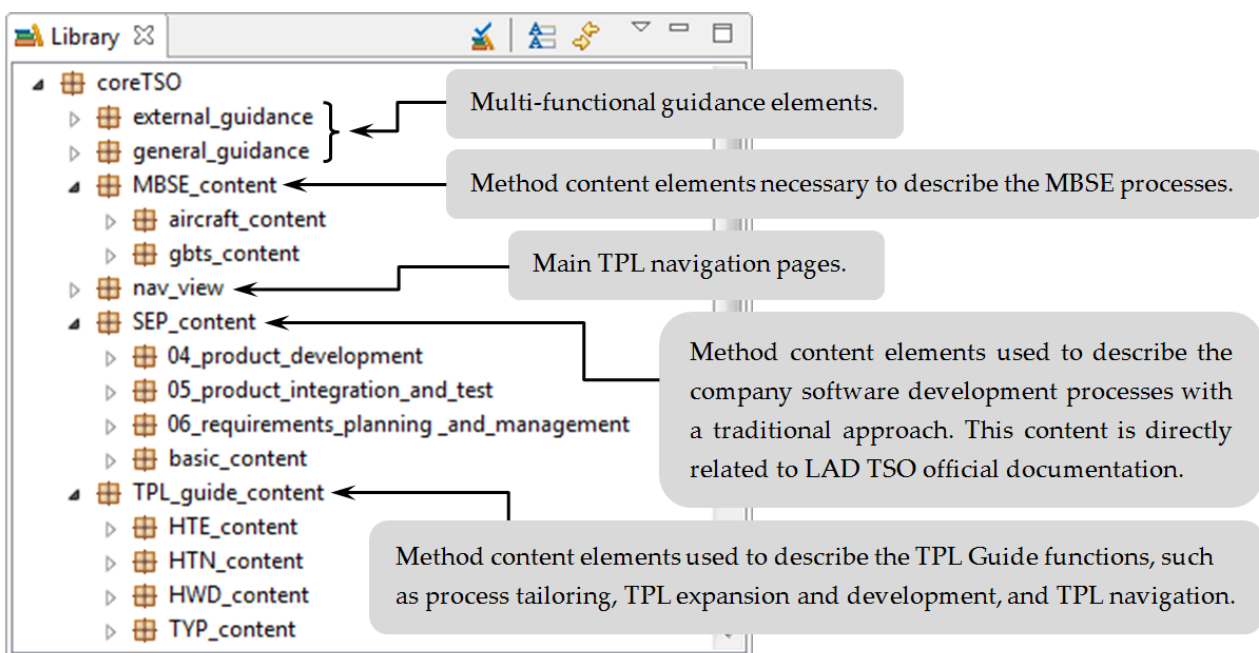 Library
coreTSO
external_guidance
general_guidance
MBSE_content
aircraft_content
gbts_content
nav_view
SEP_content
04_product_development
05_product_integration_and_test
06_requirements_planning _and_management
basic_content
TPL_guide_content
HTE_content
HTN_content
HWD_content
TYP_content
Multi-functional guidance elements.
Method content elements necessary to describe the MBSE processes.
Main TPL navigation pages.
Method content elements used to describe the
company software development processes with
a traditional approach. This content is directly
related to LAD TSO official documentation.
Method content elements used to describe the TPL Guide functions, such
as process tailoring, TPL expansion and development, and TPL navigation.